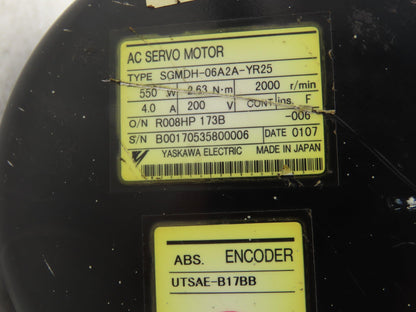 AC SERVO MOTOR
TYPE SGMDH-06A2A-YR25
550 W 2.63 N·m 2000 r/min
4.0 A 200 V CONT ins. F
O/N R008HP 173B -006
S/N B00170535800006 DATE 0107
YASKAWA ELECTRIC MADE IN JAPAN
ABS. ENCODER
UTSAE-B17BB